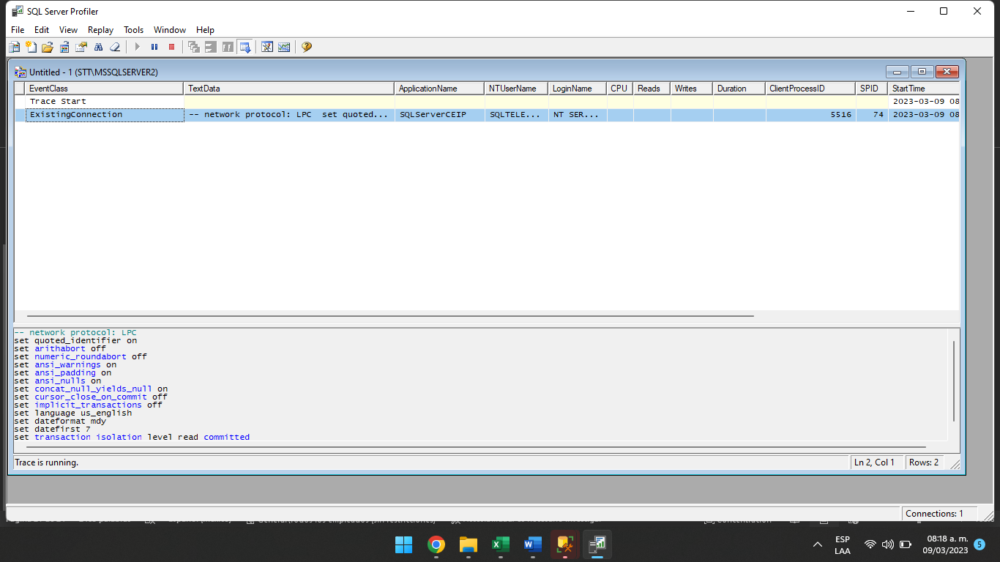 SQL Server Profiler
File Edit View Replay Tools Window Help
Untitled - 1 (STT\MSSQLSERVER2)
EventClass TextData ApplicationName NTUserName LoginName CPU Reads Writes Duration ClientProcessID SPID StartTime
Trace Start 2023-03-09 08
ExistingConnection -- network protocol: LPC set quoted... SQLServerCEIP SQLTELE... NT SER... 5516 74 2023-03-09 08
-- network protocol: LPC
set quoted_identifier on
set arithabort off
set numeric_roundabort off
set ansi_warnings on
set ansi_padding on
set ansi_nulls on
set concat_null_yields_null on
set cursor_close_on_commit off
set implicit_transactions off
set language us_english
set dateformat mdy
set datefirst 7
set transaction isolation level read committed
Trace is running. Ln 2, Col 1 Rows: 2
Connections: 1
ESP
LAA
08:18 a. m.
09/03/2023
5